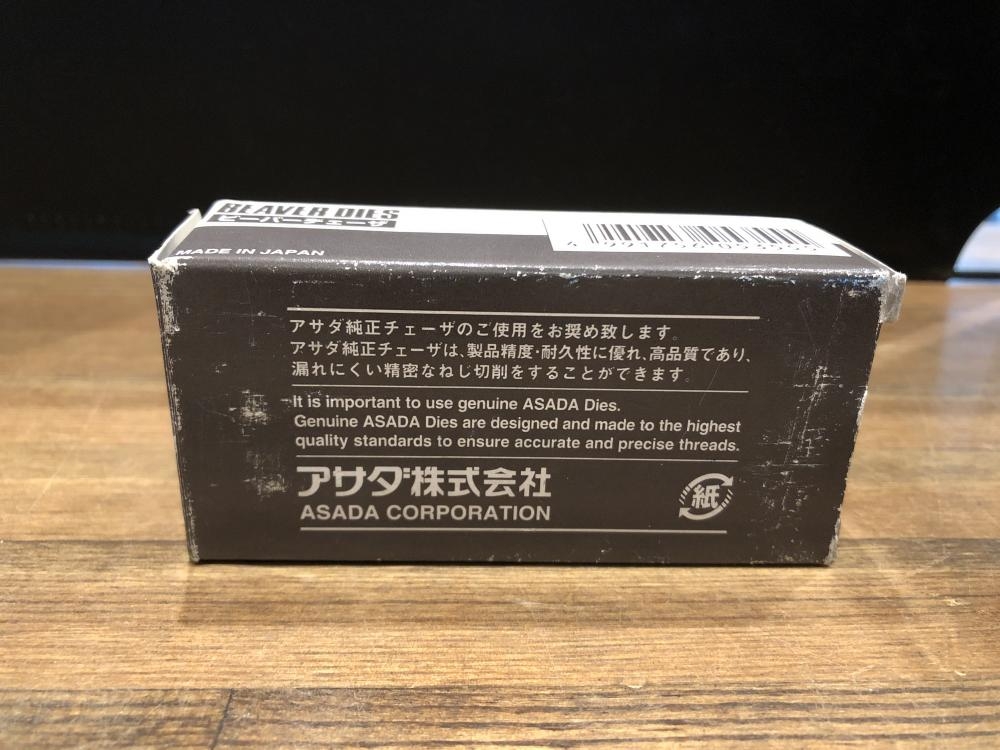 BEAVER DIES
ビーバーチェーザ
MADE IN JAPAN
アサダ純正チェーザのご使用をお奨め致します。
アサダ純正チェーザは、製品精度・耐久性に優れ、高品質であり、
漏れにくい精密なねじ切削をすることができます。
It is important to use genuine ASADA Dies.
Genuine ASADA Dies are designed and made to the highest
quality standards to ensure accurate and precise threads.
アサダ株式会社
ASADA CORPORATION
紙